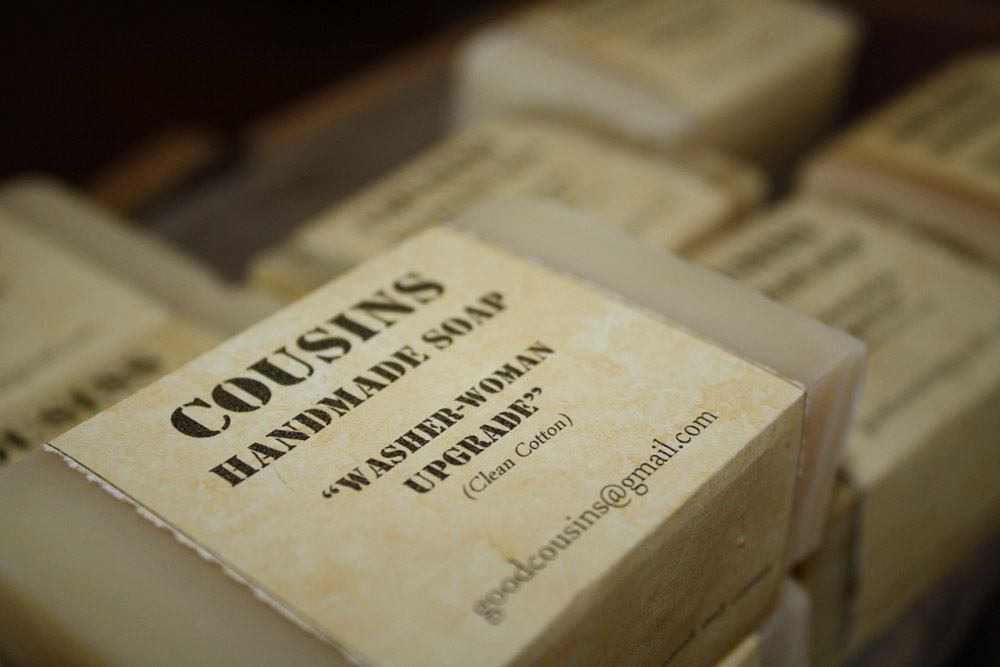 COUSINS
HANDMADE SOAP
“WASHER-WOMAN
UPGRADE”
(Clean Cotton)
goodcousins@gmail.com